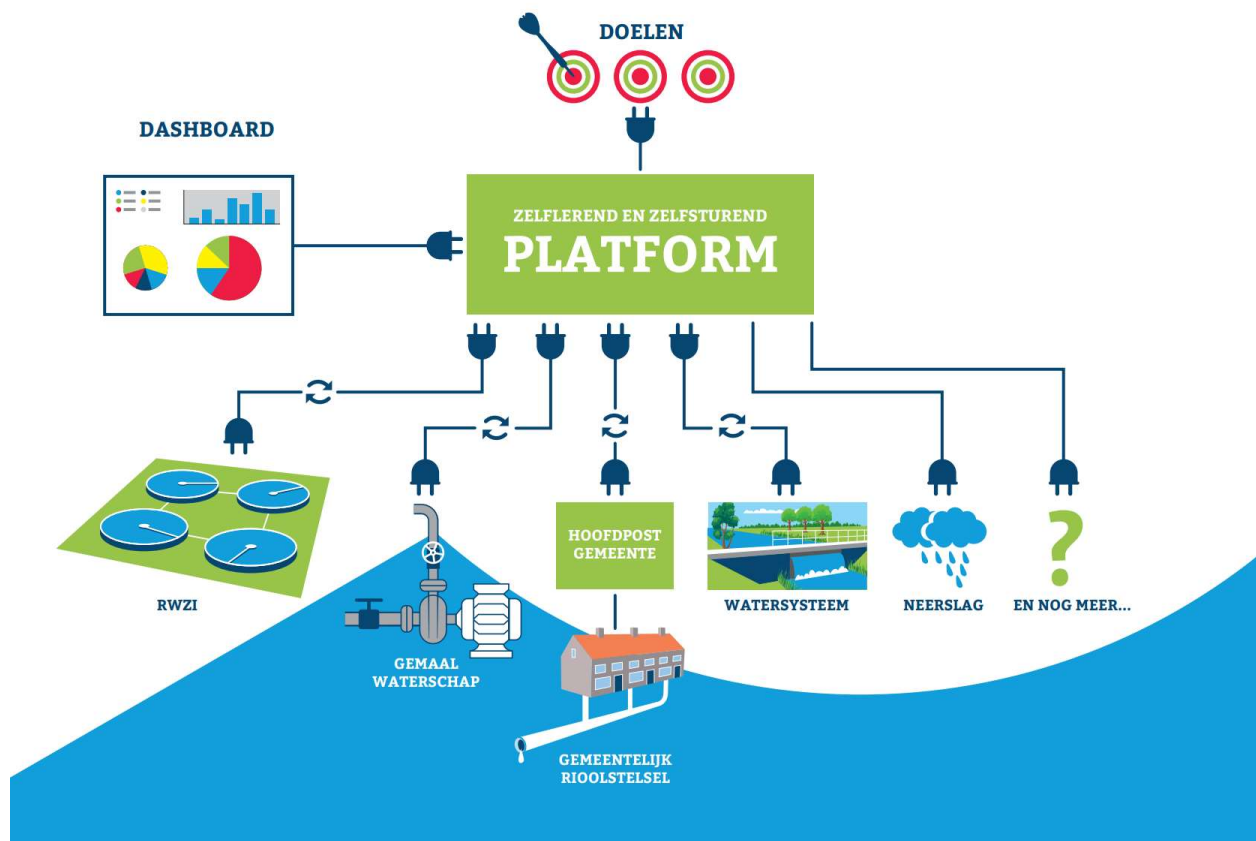 DOELEN
DASHBOARD
ZELFLEREND EN ZELFSTUREND
PLATFORM
HOOFDPOST
GEMEENTE
RWZI
WATERSYSTEEM
NEERSLAG
?
EN NOG MEER...
GEMAAL
WATERSCHAP
GEMEENTELIJK
RIOOLSTELSEL